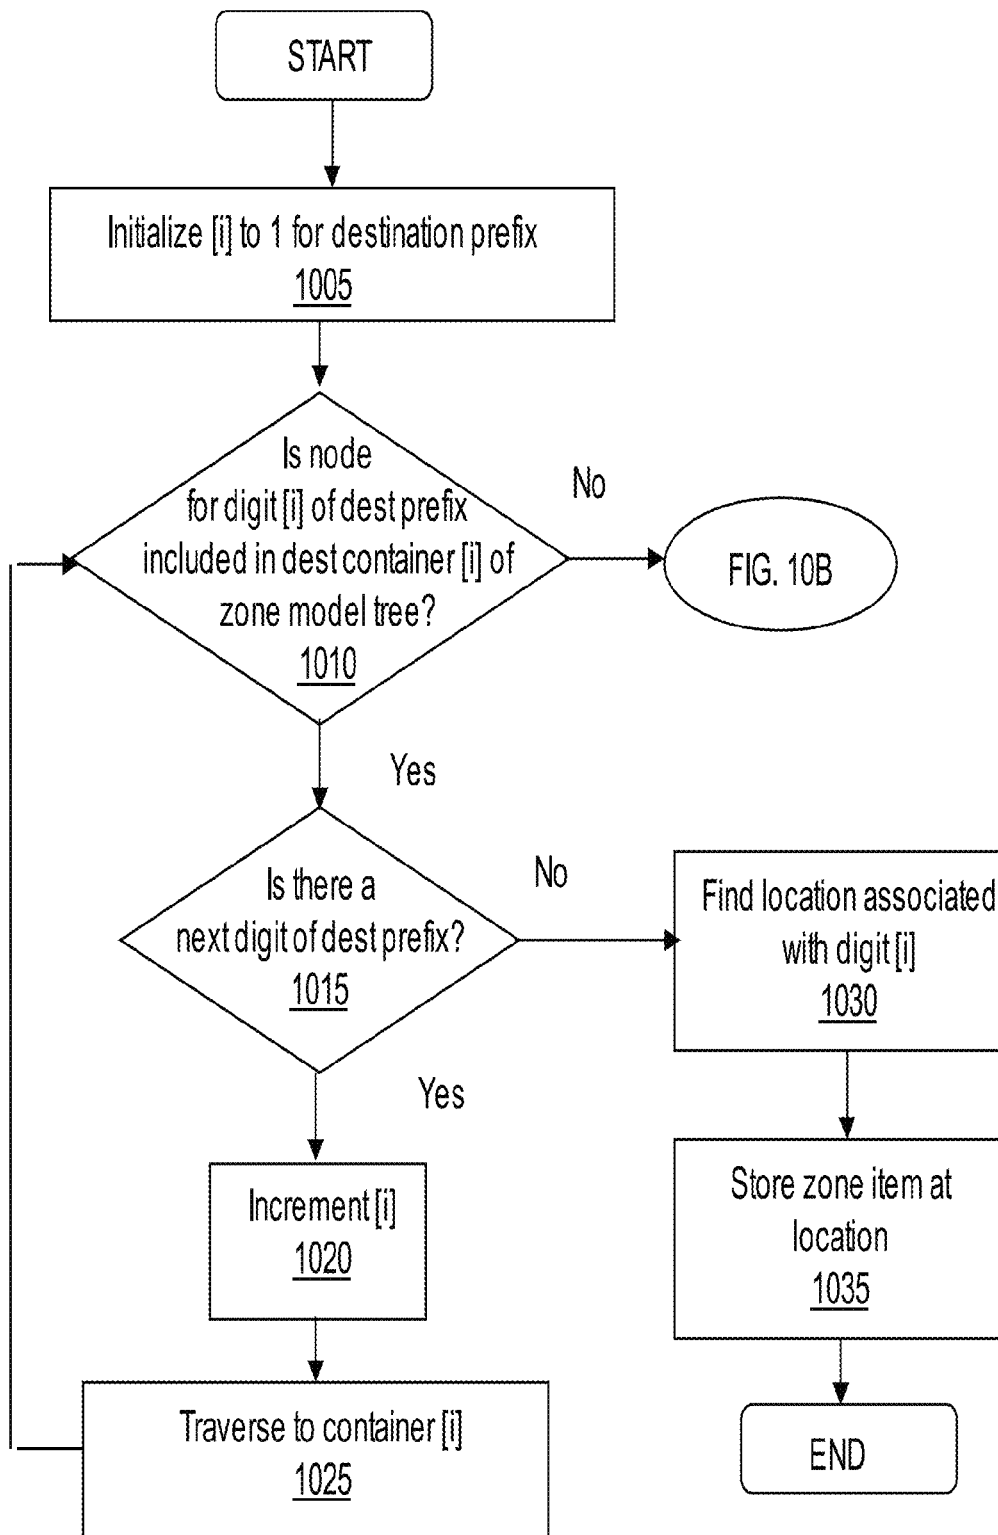 START
Initialize [i] to 1 for destination prefix
1005
Is node
for digit [i] of dest prefix
included in dest container [i] of
zone model tree?
1010
No
FIG. 10B
Yes
Is there a
next digit of dest prefix?
1015
No
Find location associated
with digit [i]
1030
Yes
Increment [i]
1020
Store zone item at
location
1035
Traverse to container [i]
1025
END